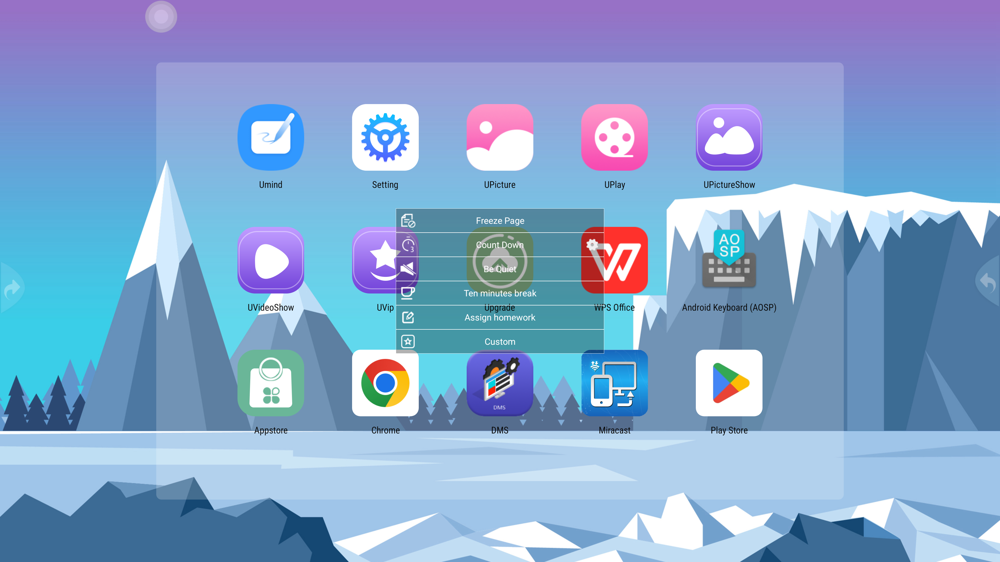 Umind
Setting
UPicture
UPlay
UPictureShow
Freeze Page
3
Count Down
Be Quiet
Ten minutes break
Assign homework
Custom
AO
SP
UVideoShow
UVip
Upgrade
WPS Office
Android Keyboard (AOSP)
DMS
Appstore
Chrome
DMS
Miracast
Play Store